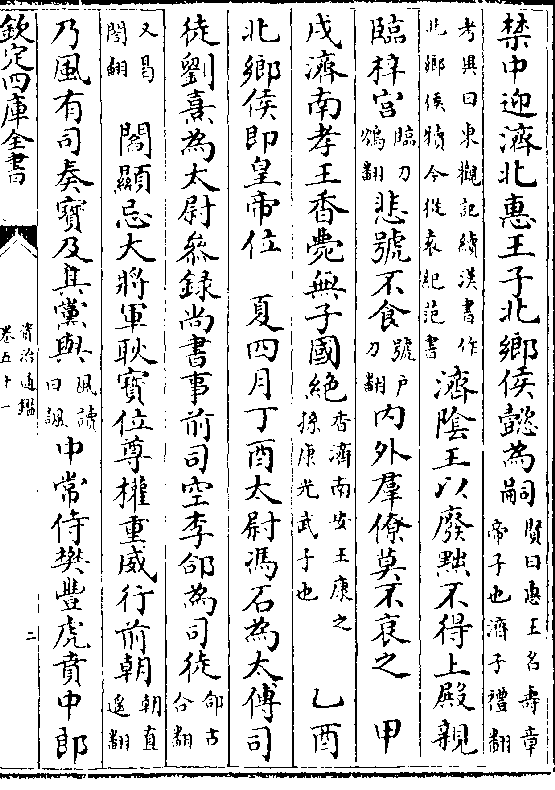 禁中迎濟北惠王子北鄉侯懿為嗣賢曰惠王名壽章帝子也濟子禮翻
考異曰東觀記續漢書作北鄉侯犢今從袁紀范書濟陰王以廢黜不得上殿親
臨梓宮臨力鴆翻悲號不食號戶刀翻內外羣僚莫不哀之 甲
戌濟南孝王香薨無子國絶香濟南安王康之孫康光武子也 乙酉
北鄉侯即皇帝位 夏四月丁酉太尉馮石為太傅司
徒劉熹為太尉參錄尚書事前司空李郃為司徒郃古合翻
又曷閤翻 閻顯忌大將軍耿寶位尊權重威行前朝朝直遙翻
乃風有司奏寶及其黨與風讀曰諷中常侍樊豐虎賁中郎
欽定四庫全書
資治通鑑
卷五十一
二